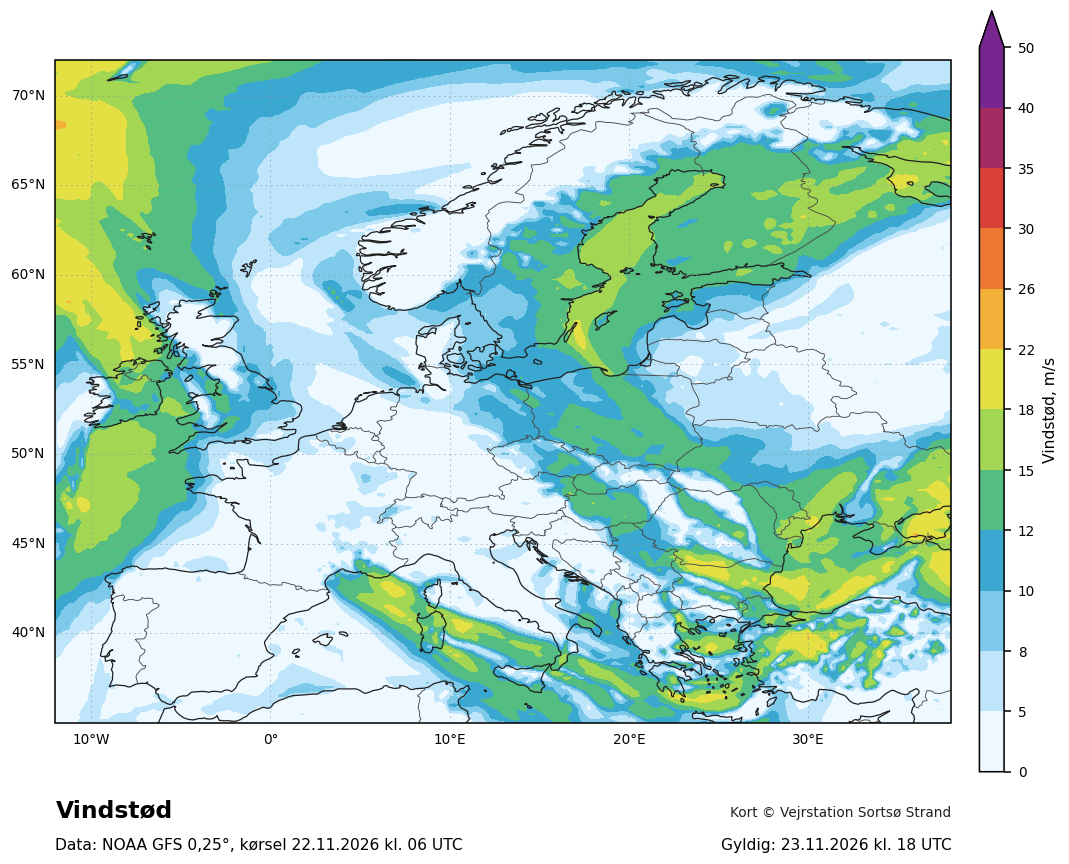 50
40
35
30
26
22
18
15
12
10
8
5
0
Vindstød, m/s
70°N
65°N
60°N
55°N
50°N
45°N
40°N
10°W
0°
10°E
20°E
30°E
Vindstød
Kort © Vejrstation Sortsø Strand
Data: NOAA GFS 0,25°, kørsel 22.11.2026 kl. 06 UTC
Gyldig: 23.11.2026 kl. 18 UTC